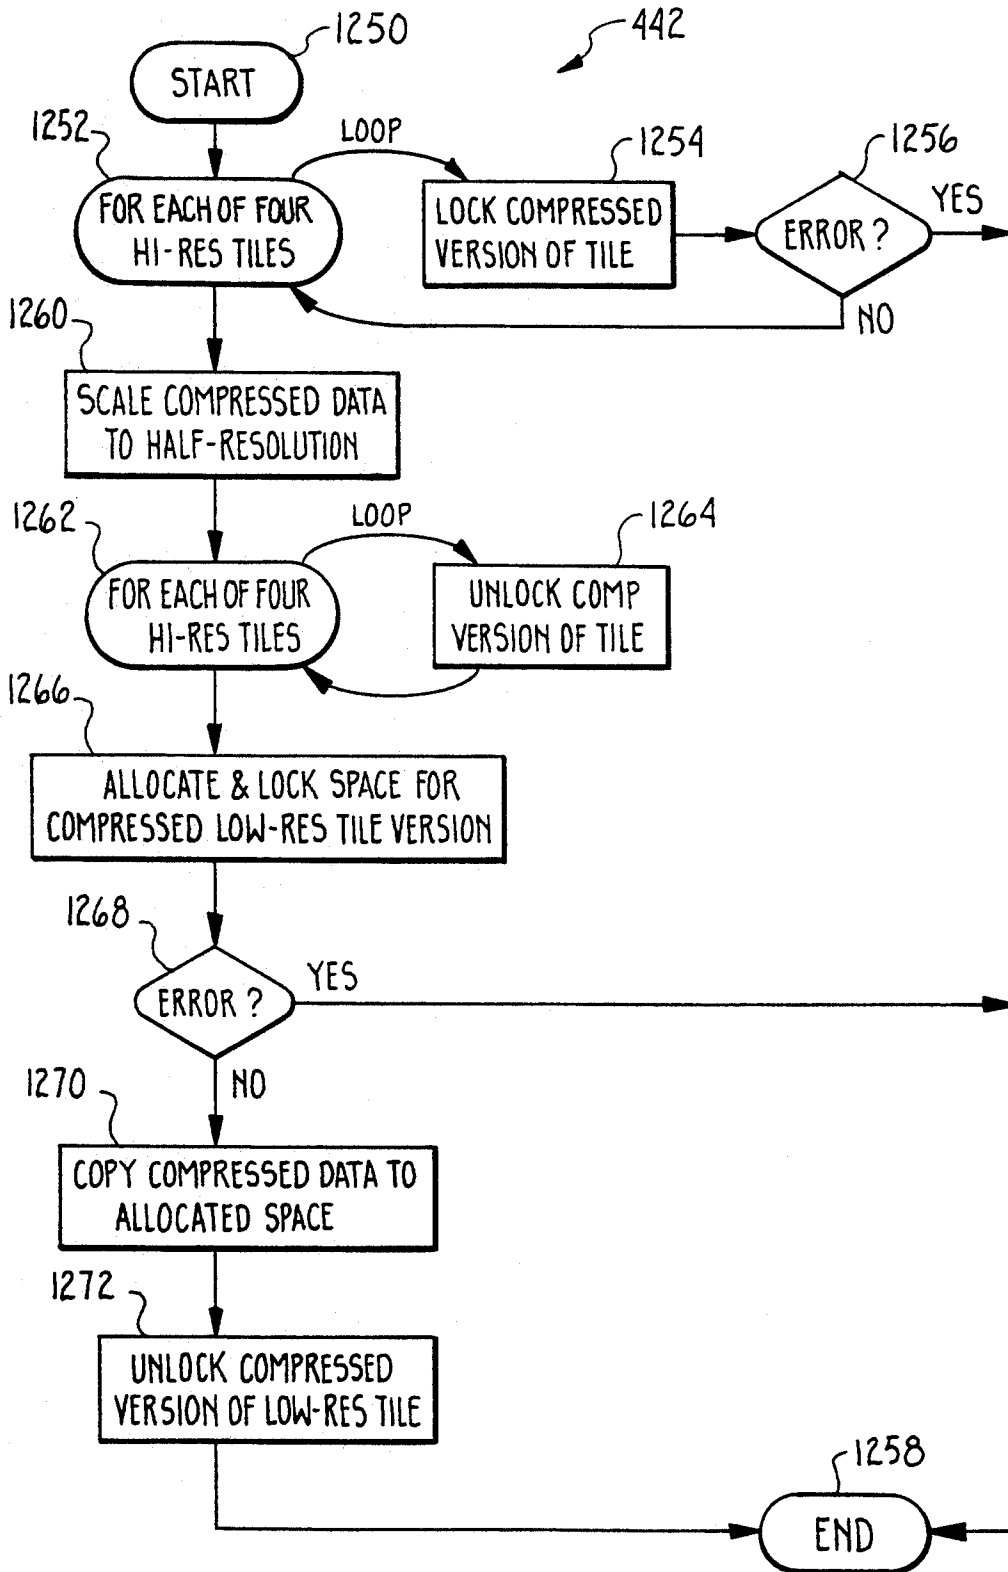 1250
442
START
1252
LOOP
1254
1256
FOR EACH OF FOUR
HI-RES TILES
LOCK COMPRESSED
VERSION OF TILE
ERROR ?
YES
NO
1260
SCALE COMPRESSED DATA
TO HALF-RESOLUTION
1262
LOOP
1264
FOR EACH OF FOUR
HI-RES TILES
UNLOCK COMP
VERSION OF TILE
1266
ALLOCATE & LOCK SPACE FOR
COMPRESSED LOW-RES TILE VERSION
1268
ERROR ?
YES
NO
1270
COPY COMPRESSED DATA TO
ALLOCATED SPACE
1272
UNLOCK COMPRESSED
VERSION OF LOW-RES TILE
1258
END